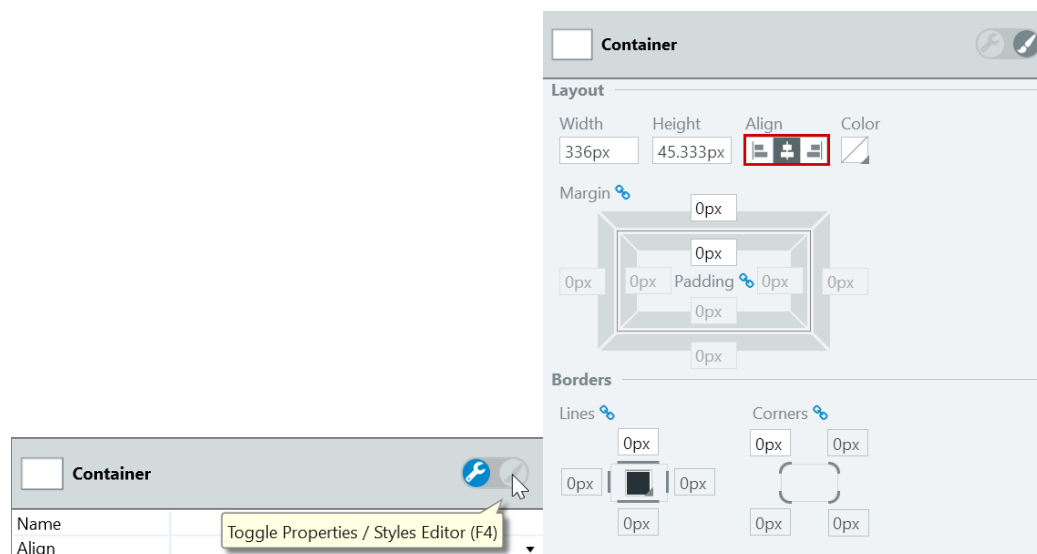 Container
Layout
Width Height Align Color
336px 45.333px
Margin
0px
0px
0px 0px Padding 0px 0px
0px
0px
Borders
Lines Corners
0px 0px 0px
0px 0px
0px 0px 0px
Container
Name
Toggle Properties / Styles Editor (F4)
Align